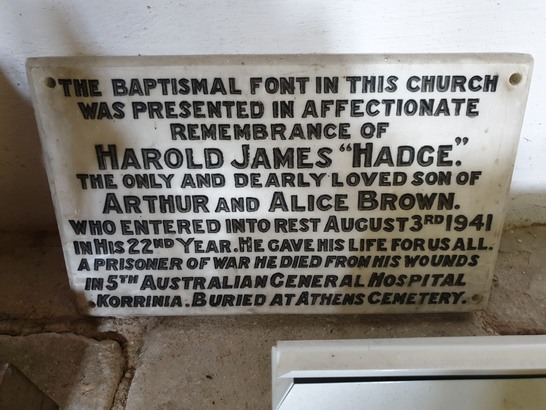 THE BAPTISMAL FONT IN THIS CHURCH
WAS PRESENTED IN AFFECTIONATE
REMEMBRANCE OF
HAROLD JAMES "HADGE."
THE ONLY AND DEARLY LOVED SON OF
ARTHUR AND ALICE BROWN.
WHO ENTERED INTO REST AUGUST 3RD 1941
IN HIS 22ND YEAR. HE GAVE HIS LIFE FOR US ALL.
A PRISONER OF WAR HE DIED FROM HIS WOUNDS
IN 5TH AUSTRALIAN GENERAL HOSPITAL
KORRINIA. BURIED AT ATHENS CEMETERY.